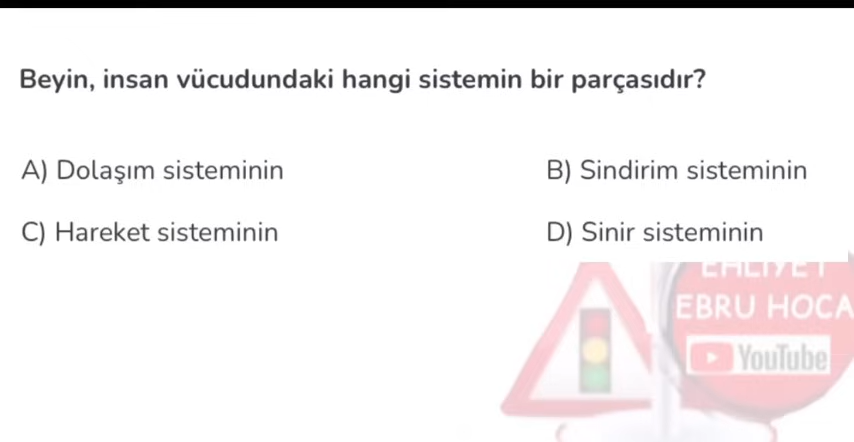 Beyin, insan vücudundaki hangi sistemin bir parçasıdır?
A) Dolaşım sisteminin
B) Sindirim sisteminin
C) Hareket sisteminin
D) Sinir sisteminin
EHLİYET
EBRU HOCA
YouTube